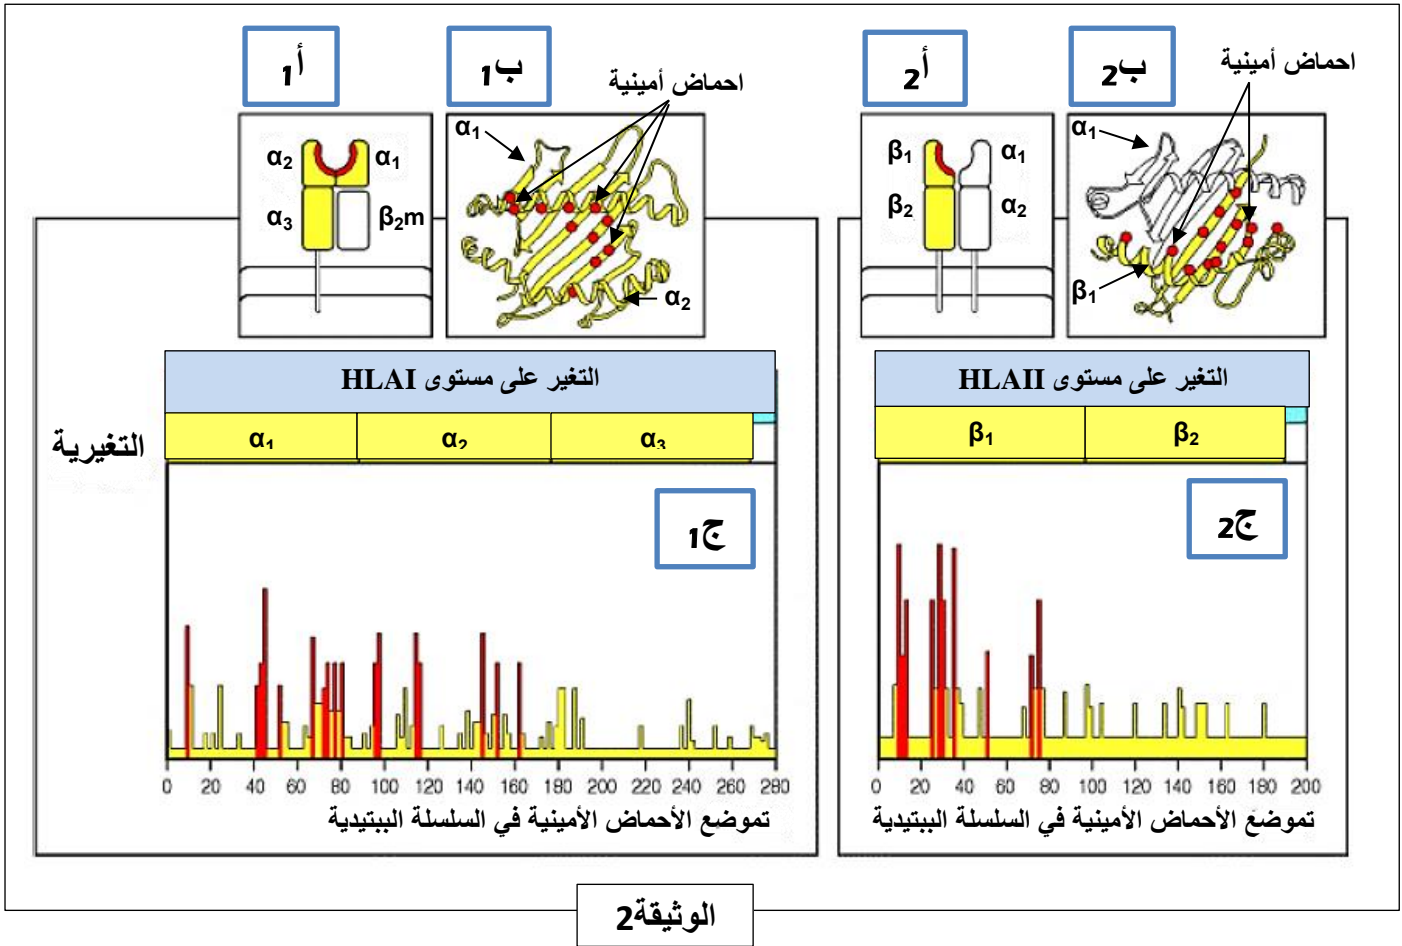 أ1
ب1
احماض أمينية
α1
α2
α1
α3
β2m
α2
أ2
ب2
احماض أمينية
α1
β1
α1
β2
α2
β1
التغير على مستوى HLAI
α1
α2
α3
التغيرية
ج1
0 20 40 60 80 100 120 140 160 180 200 220 240 260 280
تموضع الأحماض الأمينية في السلسلة الببتيدية
التغير على مستوى HLAII
β1
β2
ج2
0 20 40 60 80 100 120 140 160 180 200
تموضع الأحماض الأمينية في السلسلة الببتيدية
الوثيقة2